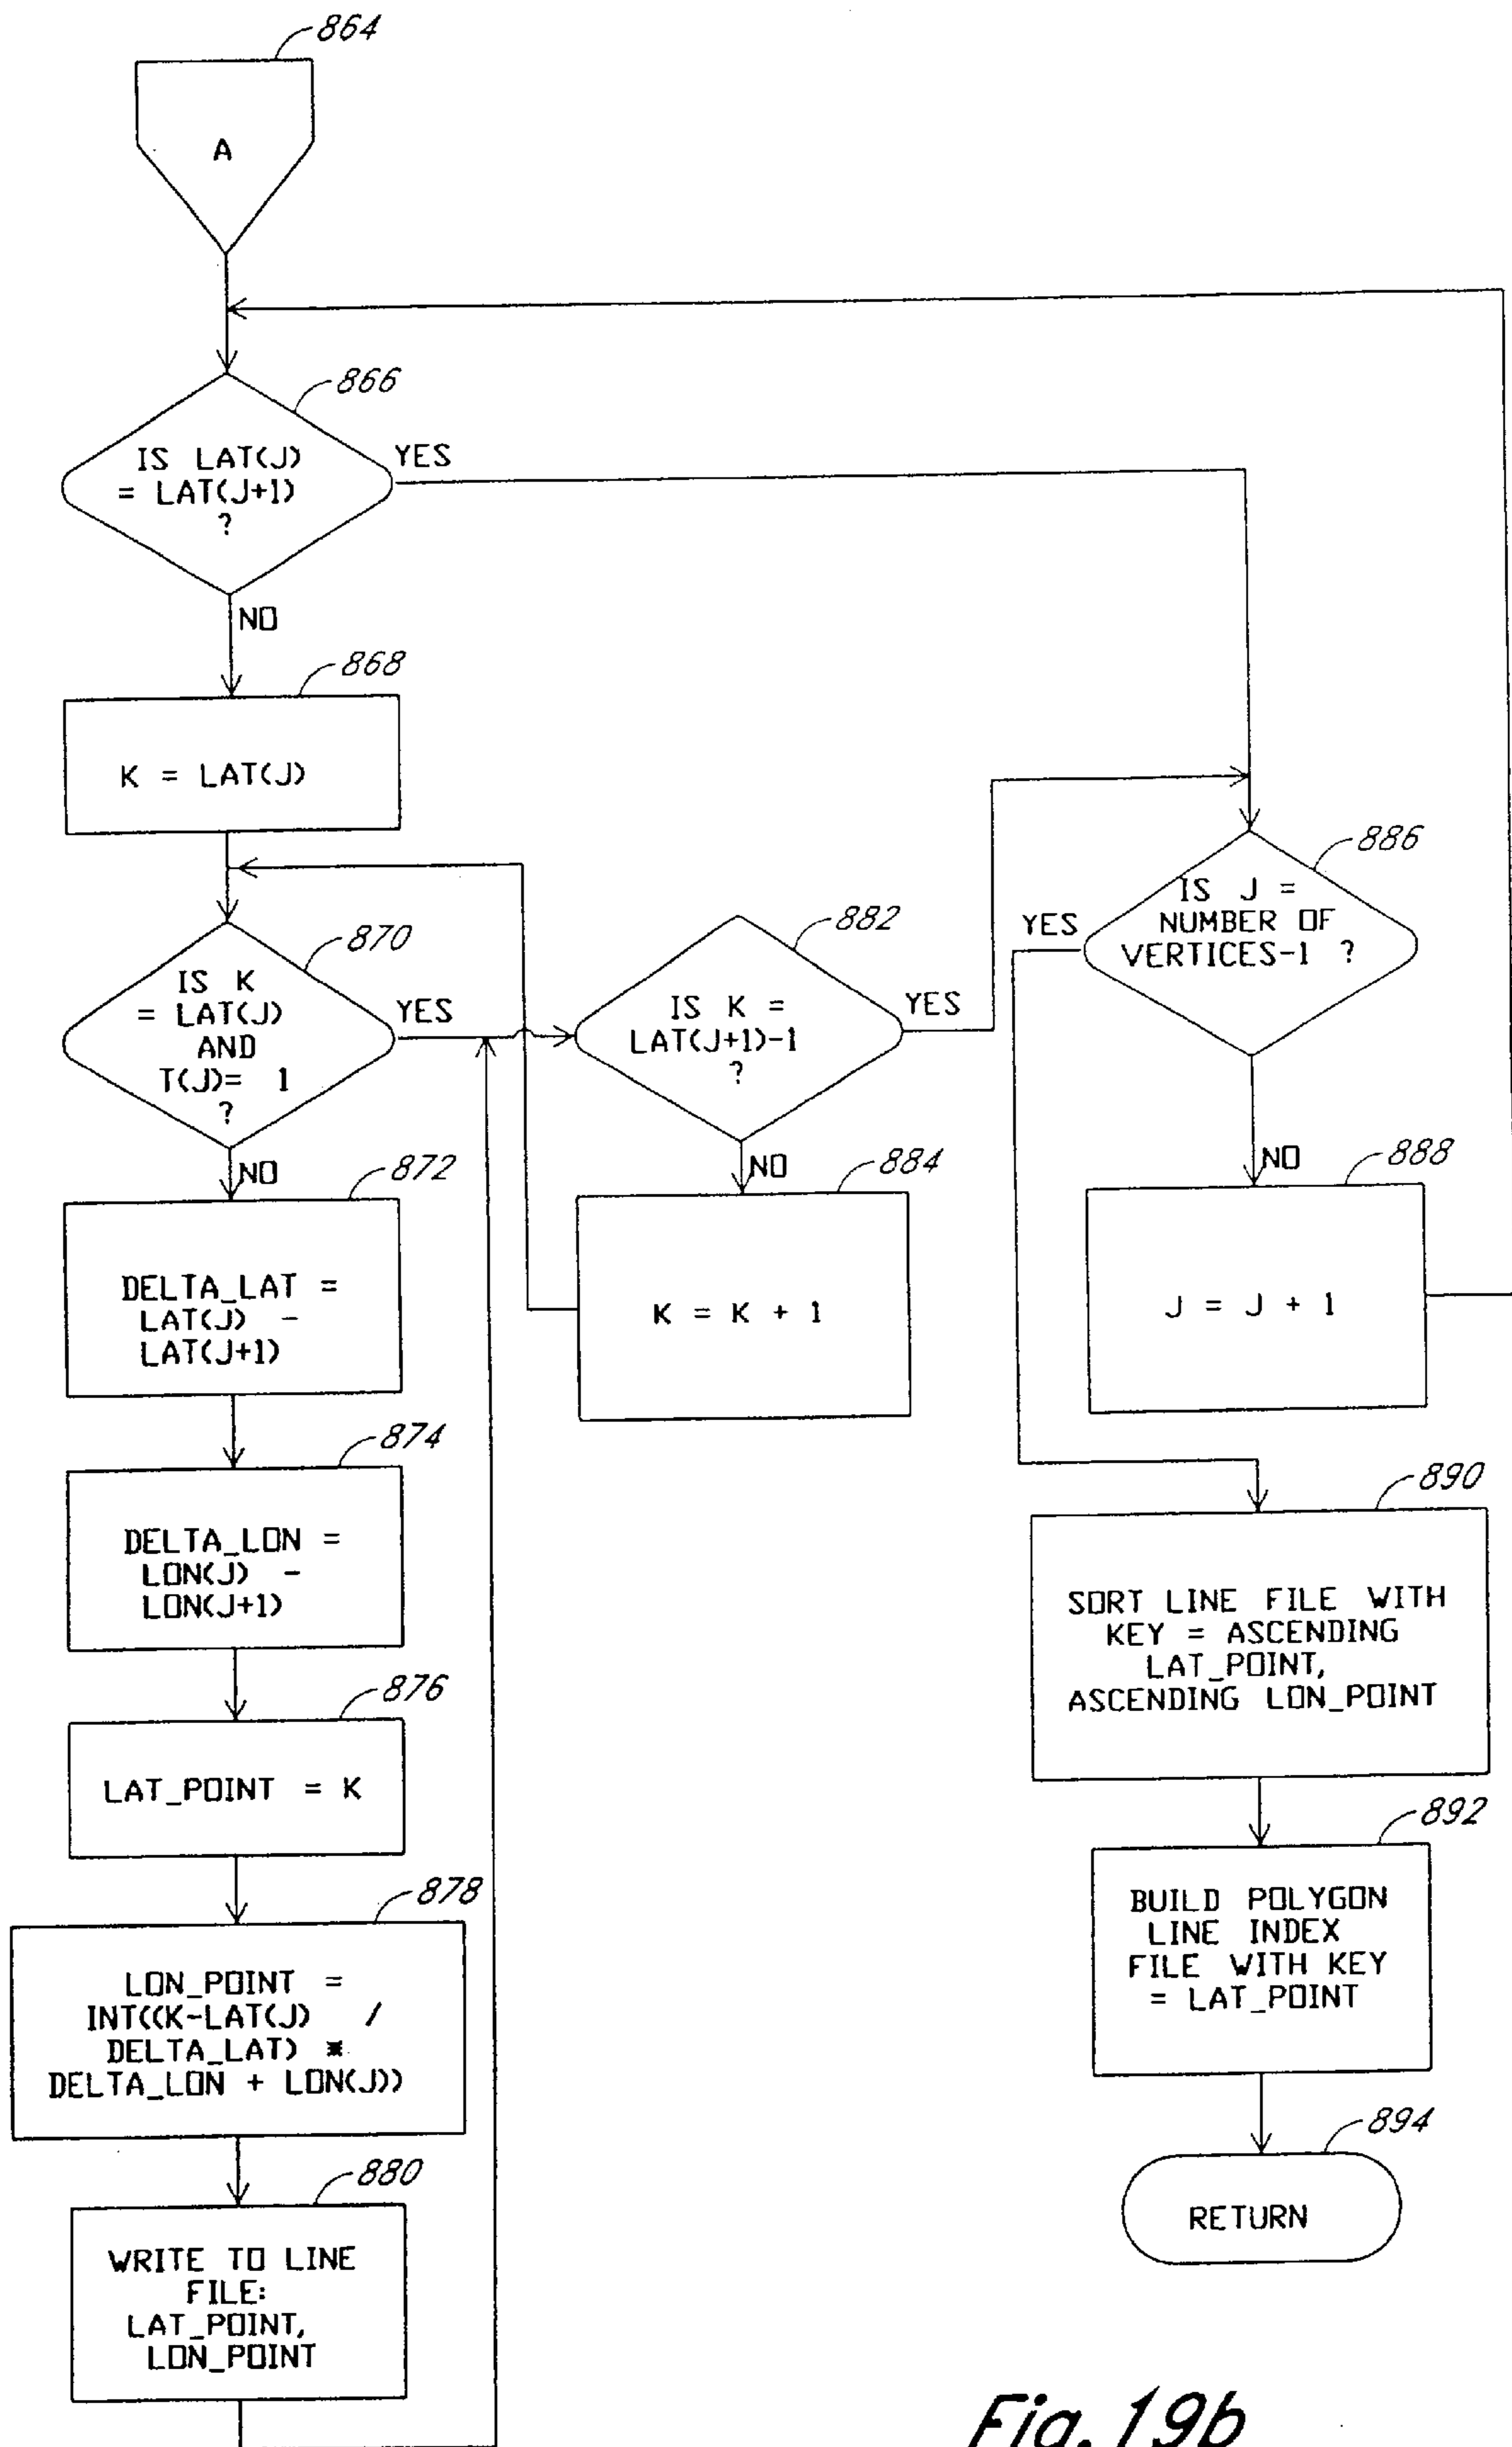 864
A
866
IS LAT(J)
= LAT(J+1)
?
YES
NO
868
K = LAT(J)
870
IS K
= LAT(J)
AND
T(J)= 1
?
YES
NO
872
DELTA_LAT =
LAT(J) -
LAT(J+1)
874
DELTA_LON =
LON(J) -
LON(J+1)
876
LAT_POINT = K
878
LON_POINT =
INT((K-LAT(J) /
DELTA_LAT) *
DELTA_LON + LON(J))
880
WRITE TO LINE
FILE:
LAT_POINT,
LON_POINT
882
IS K =
LAT(J+1)-1
?
YES
NO
884
K = K + 1
886
IS J =
NUMBER OF
VERTICES-1 ?
YES
NO
888
J = J + 1
890
SORT LINE FILE WITH
KEY = ASCENDING
LAT_POINT,
ASCENDING LON_POINT
892
BUILD POLYGON
LINE INDEX
FILE WITH KEY
= LAT_POINT
894
RETURN
Fig. 19b